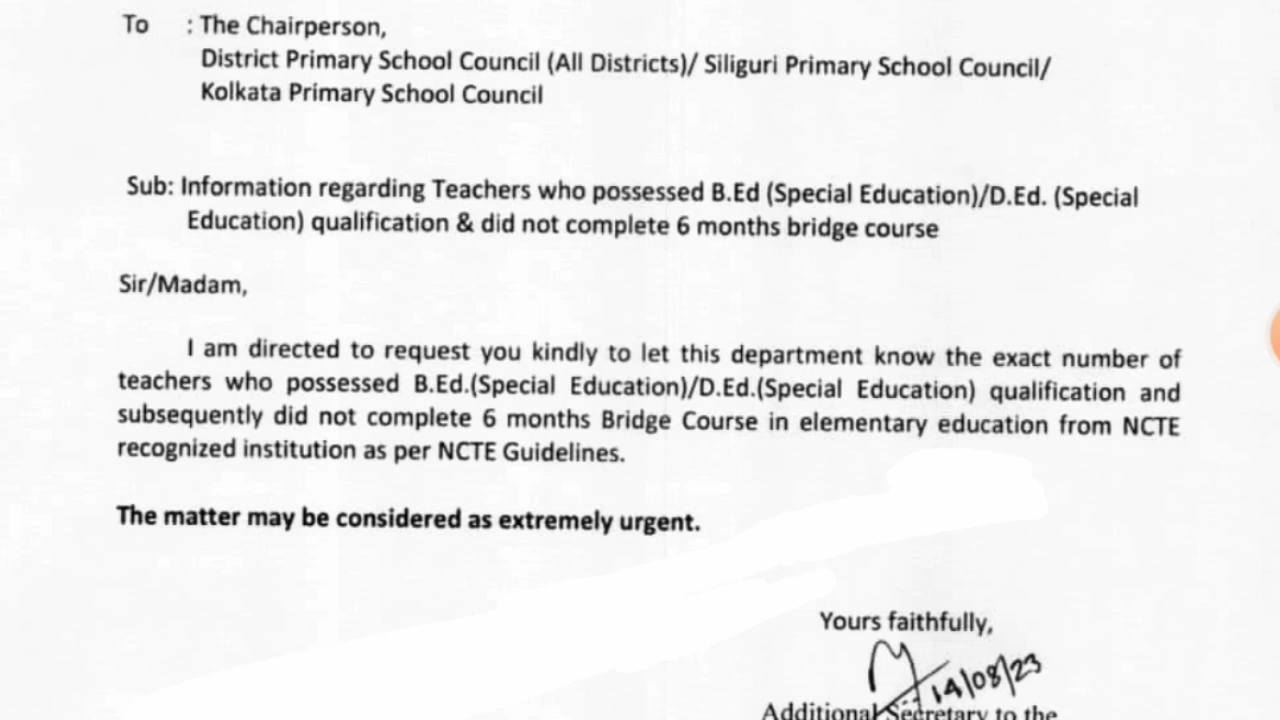 To : The Chairperson,
District Primary School Council (All Districts)/ Siliguri Primary School Council/
Kolkata Primary School Council
Sub: Information regarding Teachers who possessed B.Ed (Special Education)/D.Ed. (Special
Education) qualification & did not complete 6 months bridge course
Sir/Madam,
I am directed to request you kindly to let this department know the exact number of
teachers who possessed B.Ed.(Special Education)/D.Ed.(Special Education) qualification and
subsequently did not complete 6 months Bridge Course in elementary education from NCTE
recognized institution as per NCTE Guidelines.
The matter may be considered as extremely urgent.
Yours faithfully,
14/08/23
Additional Secretary to the